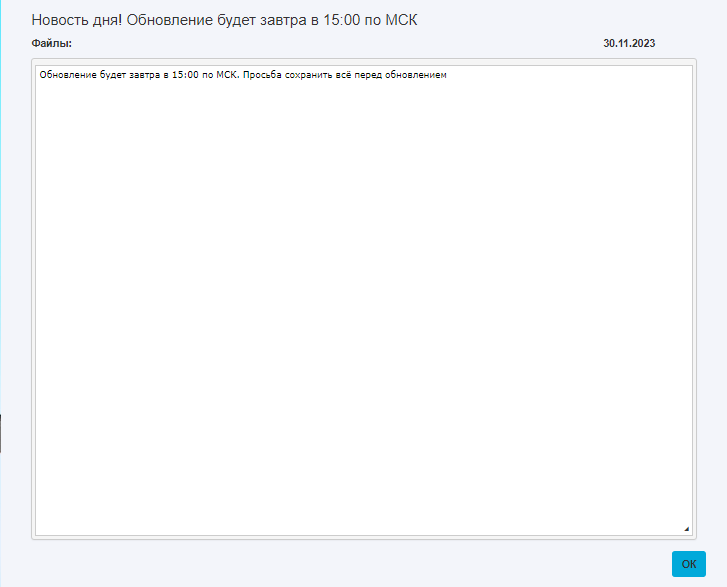 Новость дня! Обновление будет завтра в 15:00 по МСК
Файлы:
30.11.2023
Обновление будет завтра в 15:00 по МСК. Просьба сохранить всё перед обновлением
ОК